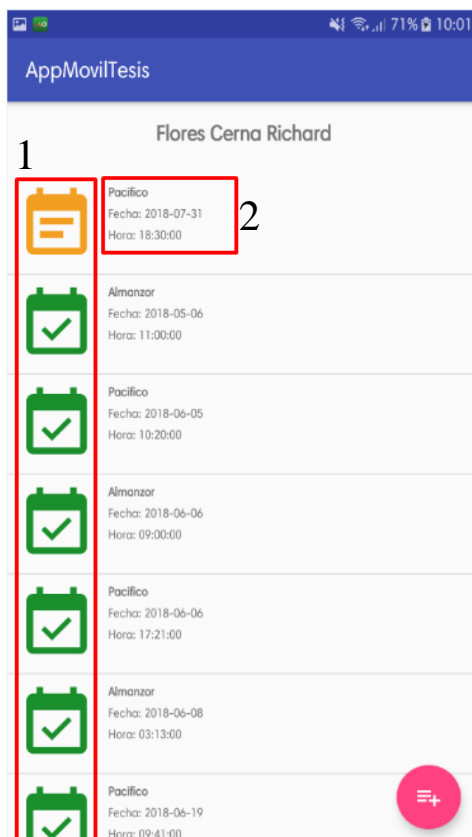 71% 10:01
AppMovilTesis
Flores Cerna Richard
1
Pacifico
Fecha: 2018-07-31
Hora: 18:30:00
2
Almanzor
Fecha: 2018-05-06
Hora: 11:00:00
Pacifico
Fecha: 2018-06-05
Hora: 10:20:00
Almanzor
Fecha: 2018-06-06
Hora: 09:00:00
Pacifico
Fecha: 2018-06-06
Hora: 17:21:00
Almanzor
Fecha: 2018-06-08
Hora: 03:13:00
Pacifico
Fecha: 2018-06-19
Hora: 09:41:00